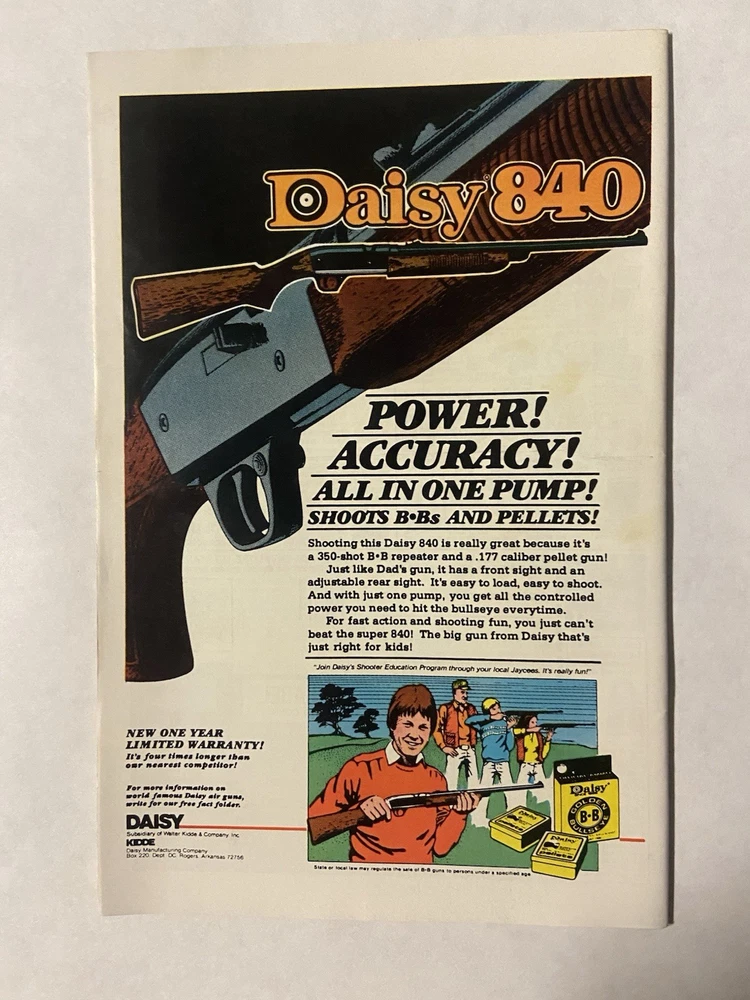 Daisy 840
POWER!
ACCURACY!
ALL IN ONE PUMP!
SHOOTS B•Bs AND PELLETS!
Shooting this Daisy 840 is really great because it's
a 350-shot B•B repeater and a .177 caliber pellet gun!
Just like Dad's gun, it has a front sight and an
adjustable rear sight. It's easy to load, easy to shoot.
And with just one pump, you get all the controlled
power you need to hit the bullseye everytime.
For fast action and shooting fun, you just can't
beat the super 840! The big gun from Daisy that's
just right for kids!
"Join Daisy's Shooter Education Program through your local Jaycees. It's really fun!"
NEW ONE YEAR
LIMITED WARRANTY!
It's four times longer than
our nearest competitor!
For more information on
world famous Daisy air guns,
write for our free fact folder.
DAISY
Subsidiary of Walter Kidde & Company Inc.
KIDDE
Daisy Manufacturing Company
Box 220, Dept. DC, Rogers, Arkansas 72756
Daisy
GOLDEN
B•B
BULLSEYE
Daisy
pellets
State or local law may regulate the sale of B•B guns to persons under a specified age.